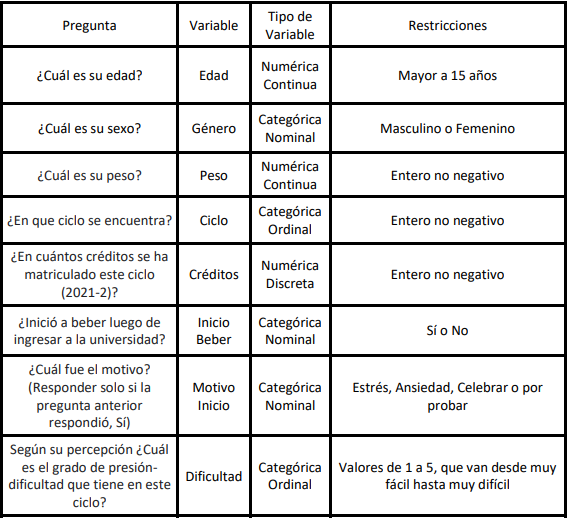 Pregunta
Variable
Tipo de
Variable
Restricciones
¿Cuál es su edad?
Edad
Numérica
Continua
Mayor a 15 años
¿Cuál es su sexo?
Género
Categórica
Nominal
Masculino o Femenino
¿Cuál es su peso?
Peso
Numérica
Continua
Entero no negativo
¿En que ciclo se encuentra?
Ciclo
Categórica
Ordinal
Entero no negativo
¿En cuántos créditos se ha
matriculado este ciclo
(2021-2)?
Créditos
Numérica
Discreta
Entero no negativo
¿Inició a beber luego de
ingresar a la universidad?
Inicio
Beber
Categórica
Nominal
Sí o No
¿Cuál fue el motivo?
(Responder solo si la
pregunta anterior
respondió, Sí)
Motivo
Inicio
Categórica
Nominal
Estrés, Ansiedad, Celebrar o por
probar
Según su percepción ¿Cuál
es el grado de presión-
dificultad que tiene en este
ciclo?
Dificultad
Categórica
Ordinal
Valores de 1 a 5, que van desde muy
fácil hasta muy difícil